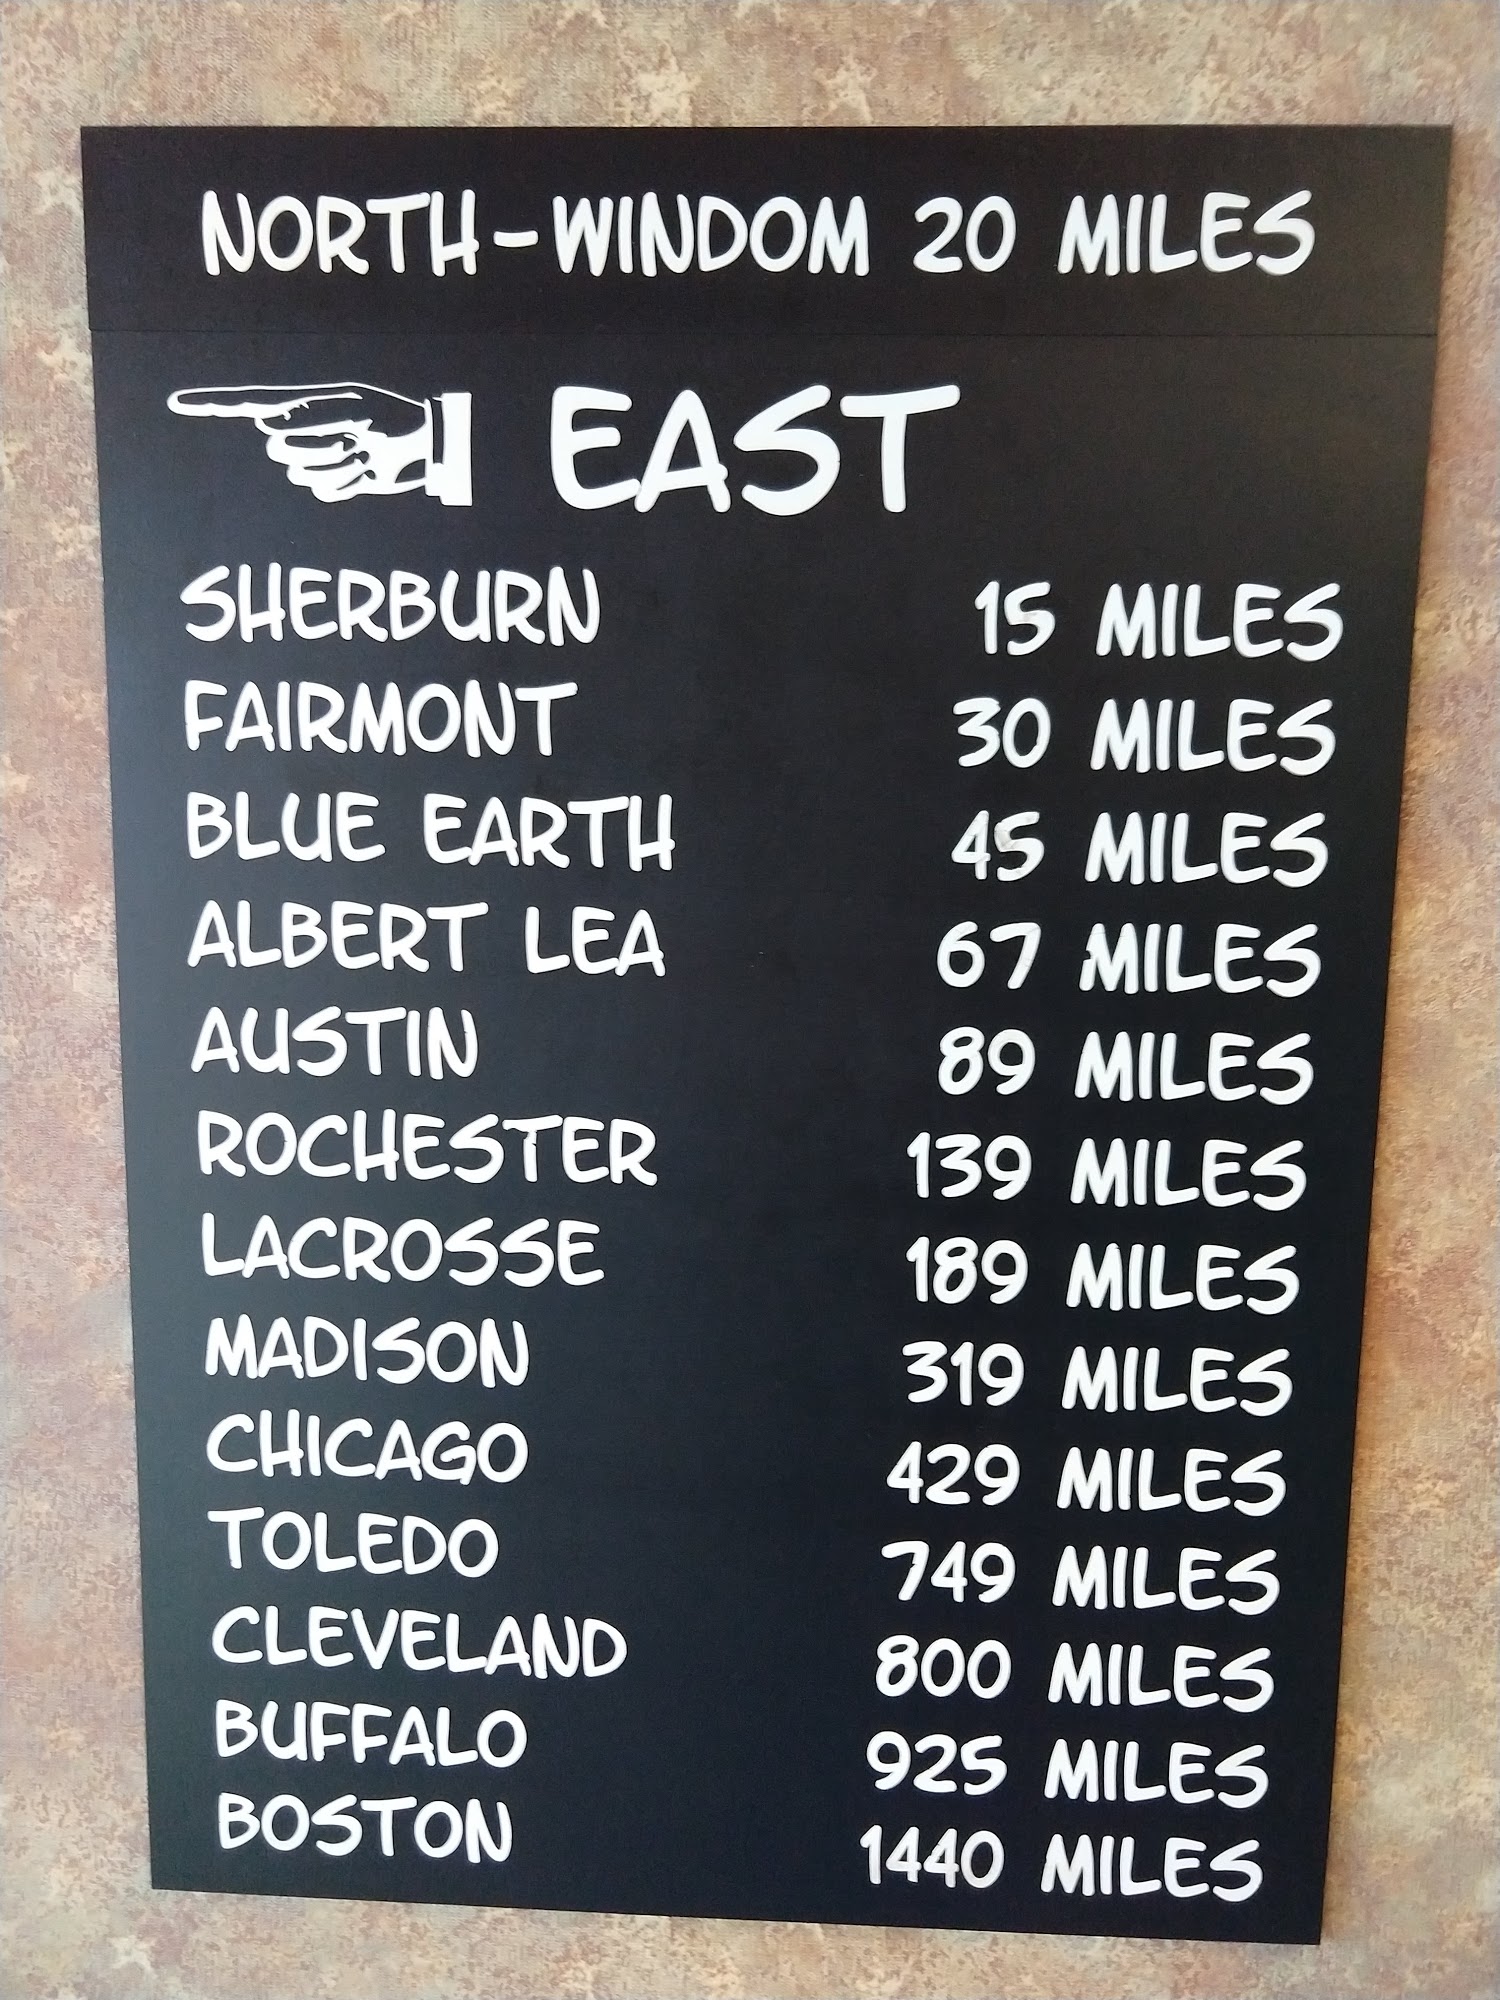 NORTH-WINDOM 20 MILES
EAST
SHERBURN 15 MILES
FAIRMONT 30 MILES
BLUE EARTH 45 MILES
ALBERT LEA 67 MILES
AUSTIN 89 MILES
ROCHESTER 139 MILES
LACROSSE 189 MILES
MADISON 319 MILES
CHICAGO 429 MILES
TOLEDO 749 MILES
CLEVELAND 800 MILES
BUFFALO 925 MILES
BOSTON 1440 MILES